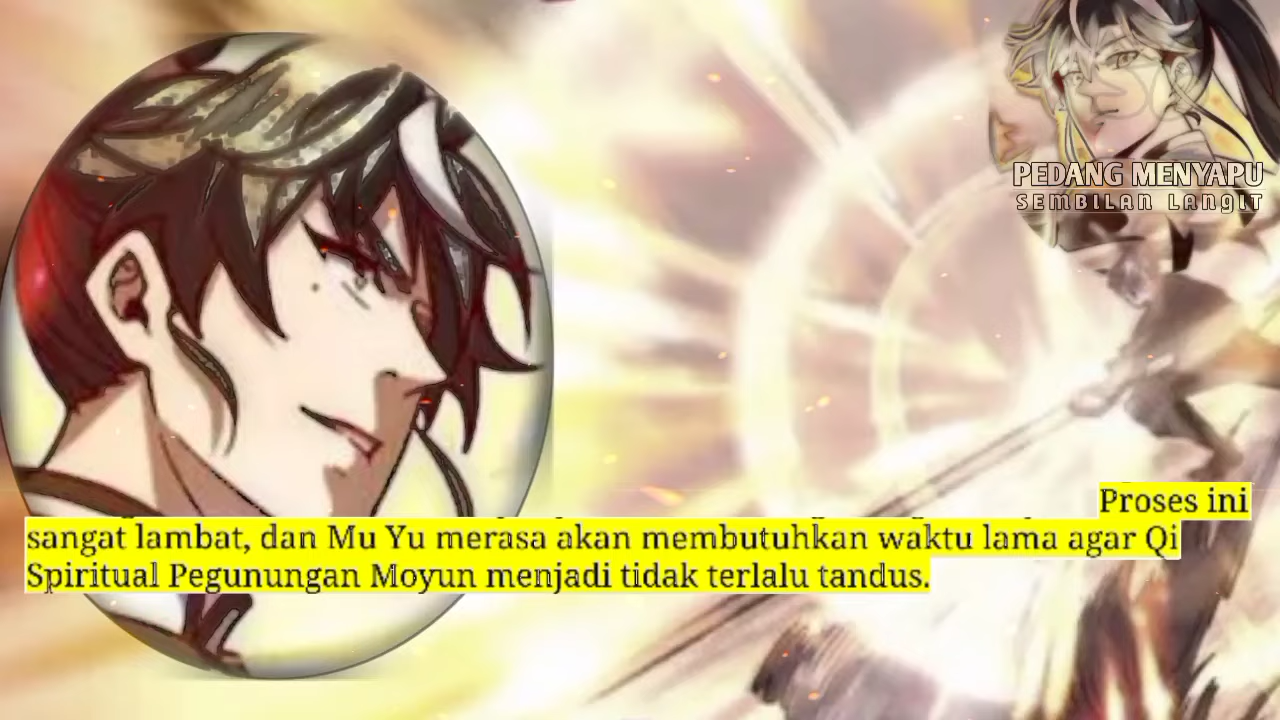 PEDANG MENYAPU
SEMBILAN LANGIT
Proses ini
sangat lambat, dan Mu Yu merasa akan membutuhkan waktu lama agar Qi
Spiritual Pegunungan Moyun menjadi tidak terlalu tandus.